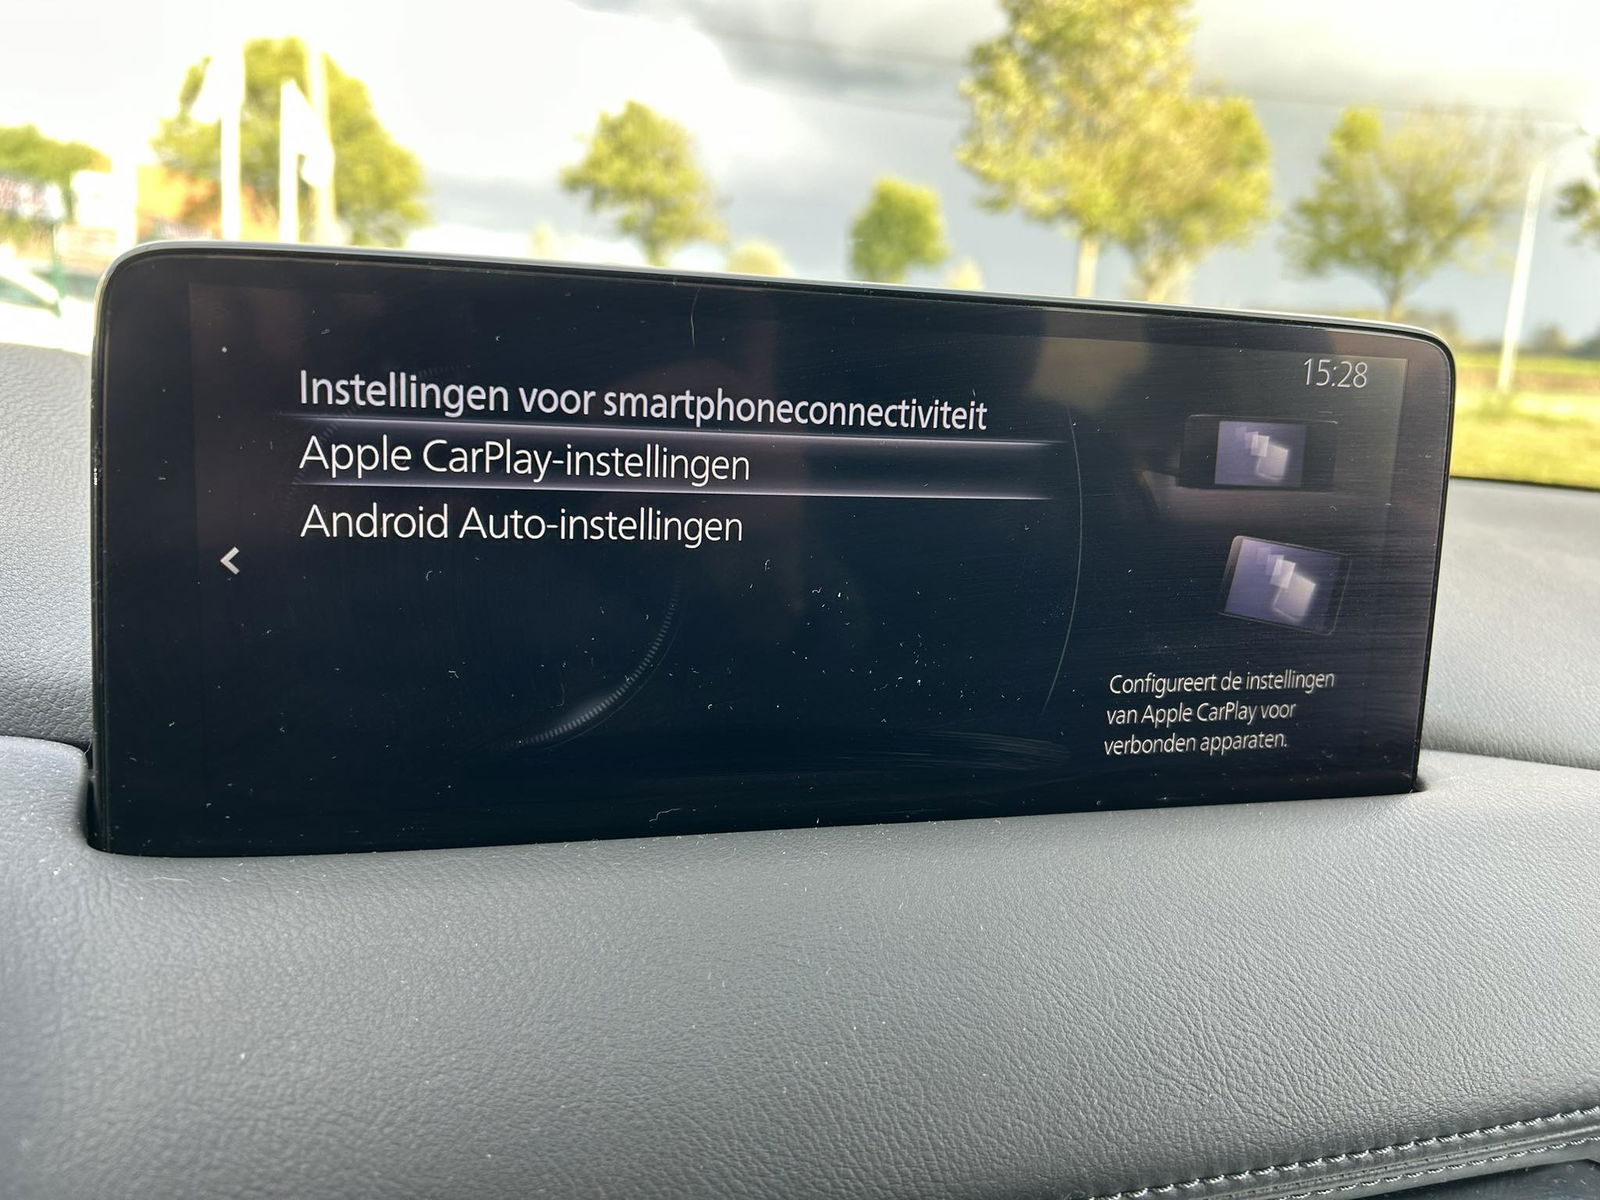 15:28
Instellingen voor smartphoneconnectiviteit
Apple CarPlay-instellingen
Android Auto-instellingen
Configureert de instellingen
van Apple CarPlay voor
verbonden apparaten.